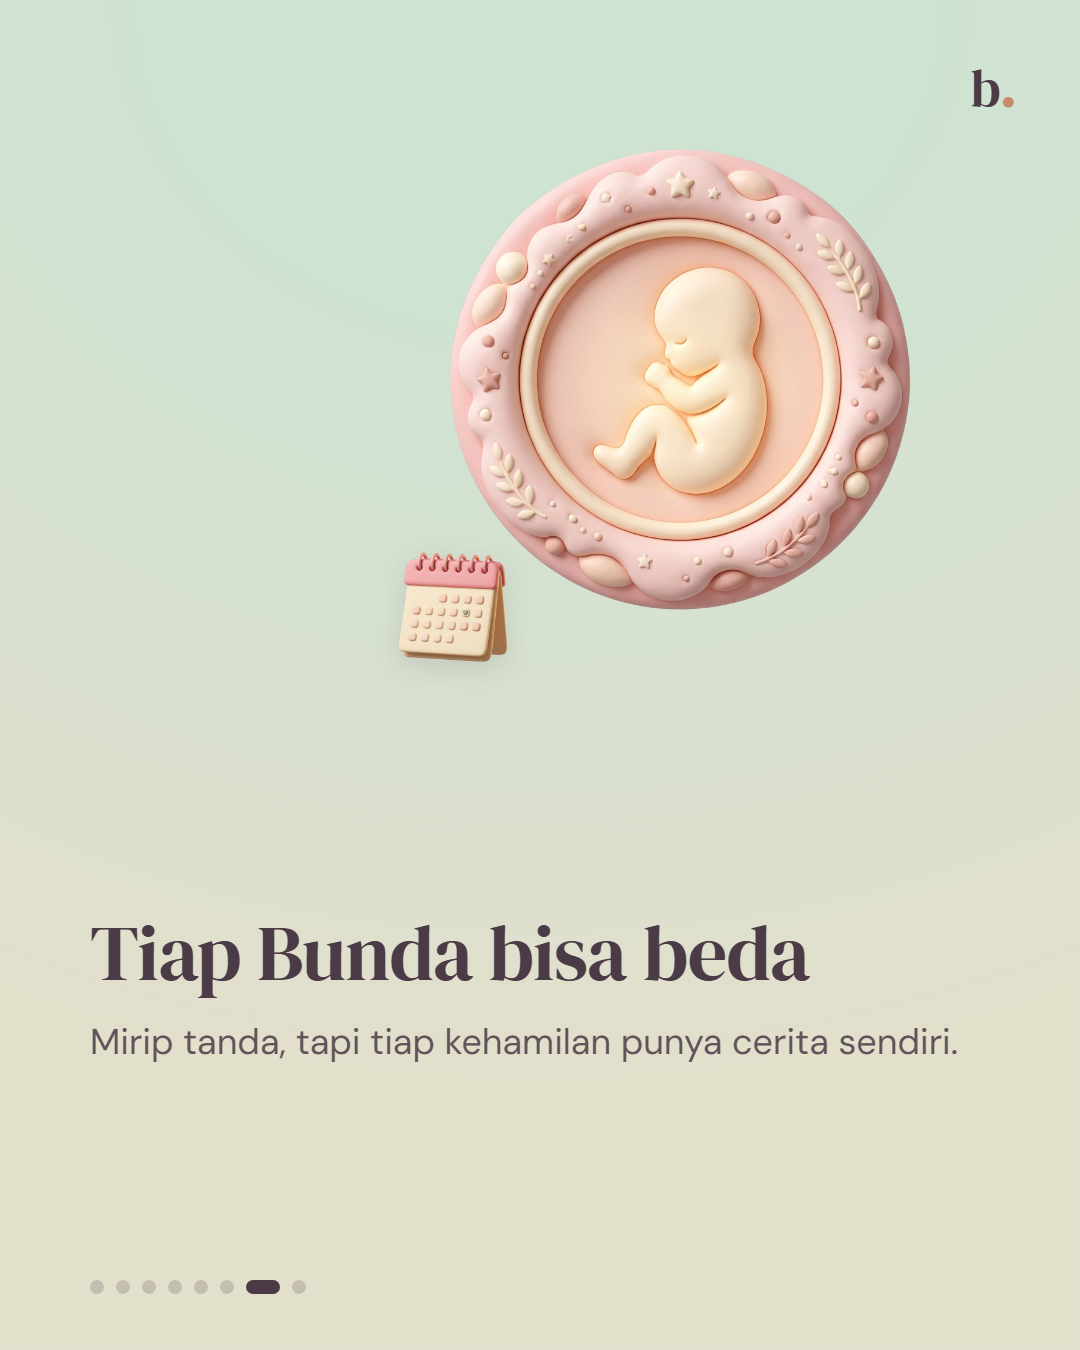 b.
Tiap Bunda bisa beda
Mirip tanda, tapi tiap kehamilan punya cerita sendiri.